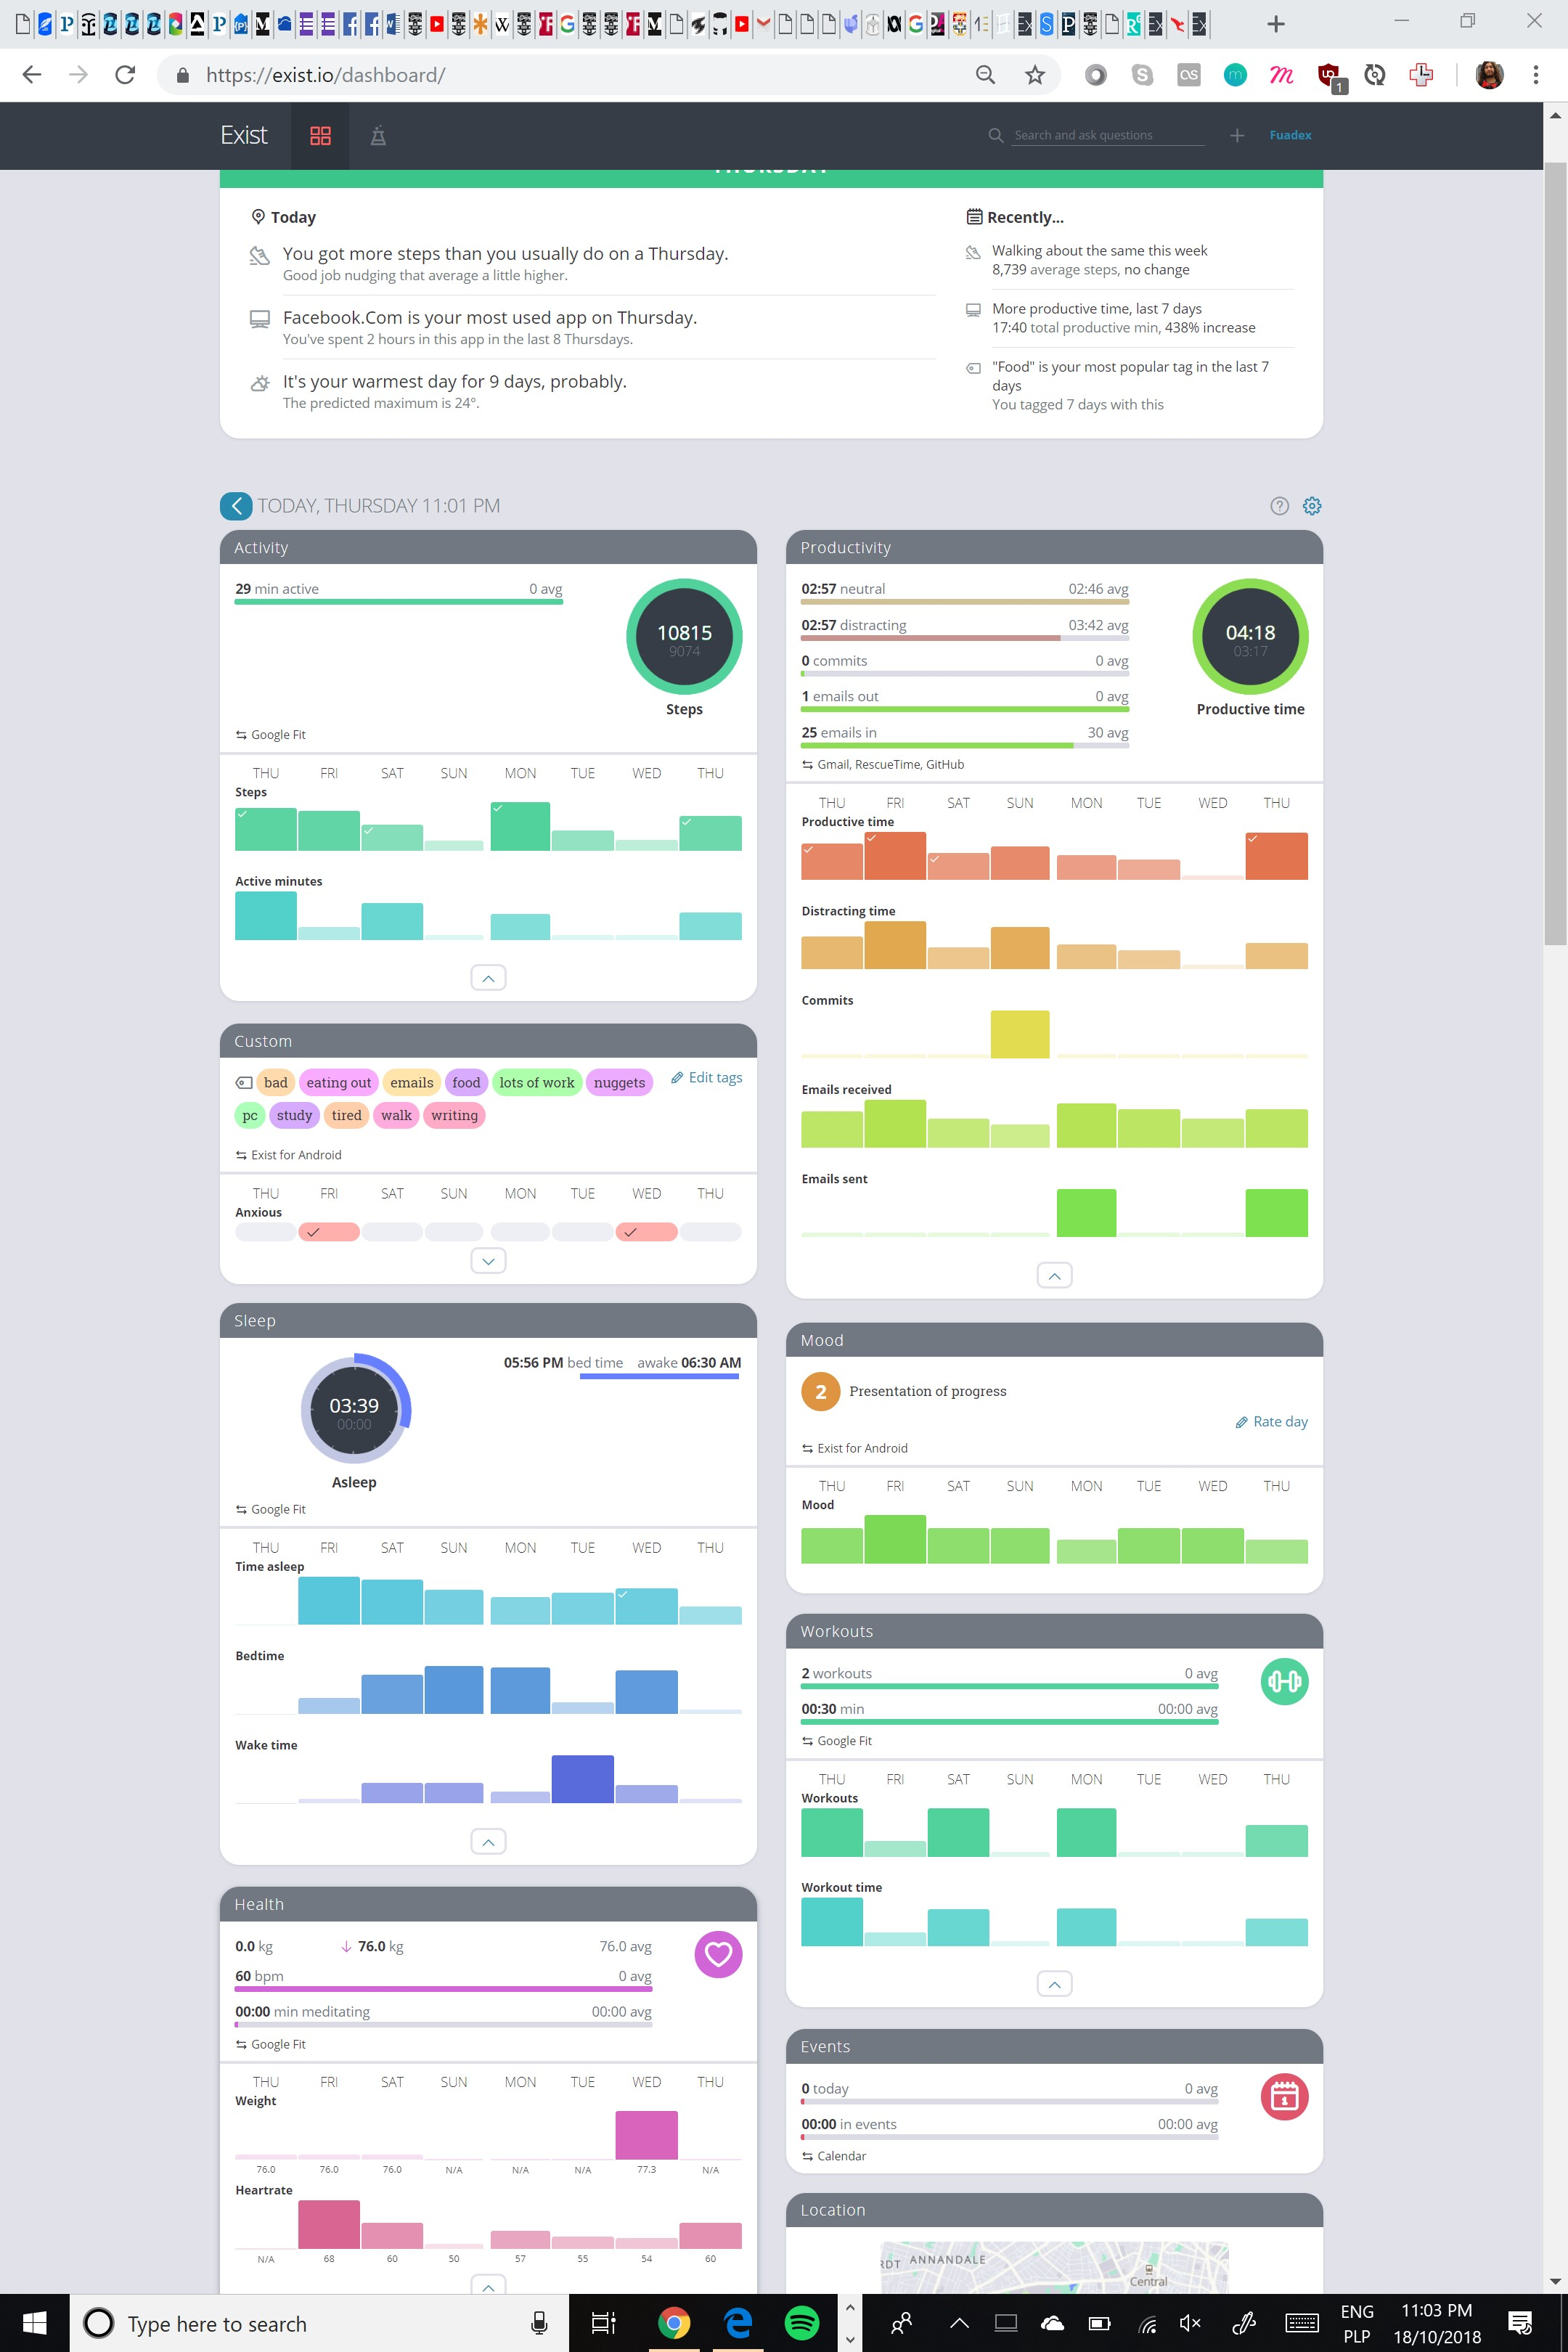 https://exist.io/dashboard/
1
Exist
Search and ask questions
Fuadex
THURSDAY
Today
You got more steps than you usually do on a Thursday.
Good job nudging that average a little higher.
Facebook.Com is your most used app on Thursday.
You've spent 2 hours in this app in the last 8 Thursdays.
It's your warmest day for 9 days, probably.
The predicted maximum is 24°.
Recently...
Walking about the same this week
8,739 average steps, no change
More productive time, last 7 days
17:40 total productive min, 438% increase
"Food" is your most popular tag in the last 7
days
You tagged 7 days with this
TODAY, THURSDAY 11:01 PM
Activity
29 min active 0 avg
10815
9074
Steps
Google Fit
THU FRI SAT SUN MON TUE WED THU
Steps
Active minutes
Custom
bad eating out emails food lots of work nuggets
Edit tags
pc study tired walk writing
Exist for Android
THU FRI SAT SUN MON TUE WED THU
Anxious
Sleep
05:56 PM bed time awake 06:30 AM
03:39
00:00
Asleep
Google Fit
THU FRI SAT SUN MON TUE WED THU
Time asleep
Bedtime
Wake time
Health
0.0 kg 76.0 kg 76.0 avg
60 bpm 0 avg
00:00 min meditating 00:00 avg
Google Fit
THU FRI SAT SUN MON TUE WED THU
Weight
76.0 76.0 76.0 N/A N/A N/A 77.3 N/A
Heartrate
N/A 68 60 50 57 55 54 60
Productivity
02:57 neutral 02:46 avg
02:57 distracting 03:42 avg
0 commits 0 avg
1 emails out 0 avg
25 emails in 30 avg
04:18
03:17
Productive time
Gmail, RescueTime, GitHub
THU FRI SAT SUN MON TUE WED THU
Productive time
Distracting time
Commits
Emails received
Emails sent
Mood
2 Presentation of progress
Rate day
Exist for Android
THU FRI SAT SUN MON TUE WED THU
Mood
Workouts
2 workouts 0 avg
00:30 min 00:00 avg
Google Fit
THU FRI SAT SUN MON TUE WED THU
Workouts
Workout time
Events
0 today 0 avg
00:00 in events 00:00 avg
1
Calendar
Location
RDT ANNANDALE
Central
Type here to search
ENG
PLP
11:03 PM
18/10/2018